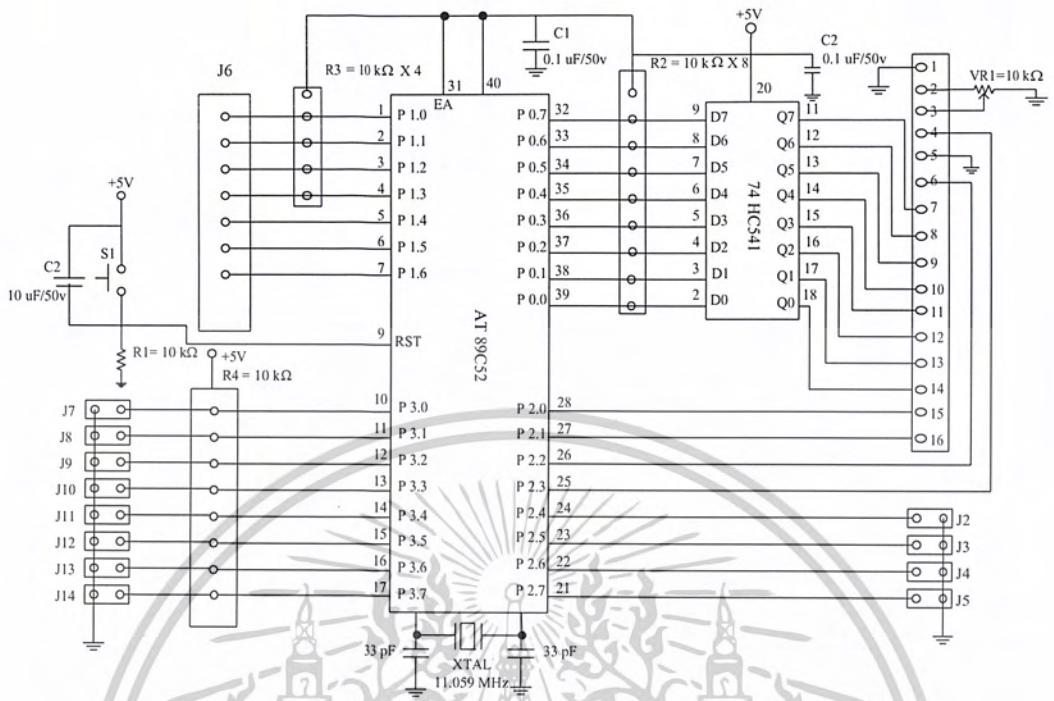 +5V
C1
0.1 uF/50v
C2
0.1 uF/50v
J6
R3 = 10 kΩ X 4
31
40
EA
R2 = 10 k Ω X 8
20
VR1=10 kΩ
1 P 1.0
2 P 1.1
3 P 1.2
4 P 1.3
5 P 1.4
6 P 1.5
7 P 1.6
P 0.7 32
P 0.6 33
P 0.5 34
P 0.4 35
P 0.3 36
P 0.2 37
P 0.1 38
P 0.0 39
9 D7
8 D6
7 D5
6 D4
5 D3
4 D2
3 D1
2 D0
74 HC541
Q7 11
Q6 12
Q5 13
Q4 14
Q3 15
Q2 16
Q1 17
Q0 18
1
2
3
4
5
6
7
8
9
10
11
12
13
14
15
16
+5V
S1
C2
10 uF/50v
R1= 10 kΩ
9 RST
AT 89C52
+5V
R4 = 10 kΩ
J7
J8
J9
J10
J11
J12
J13
J14
10 P 3.0
11 P 3.1
12 P 3.2
13 P 3.3
14 P 3.4
15 P 3.5
16 P 3.6
17 P 3.7
P 2.0 28
P 2.1 27
P 2.2 26
P 2.3 25
P 2.4 24
P 2.5 23
P 2.6 22
P 2.7 21
J2
J3
J4
J5
33 pF
XTAL
11.059 MHz
33 pF